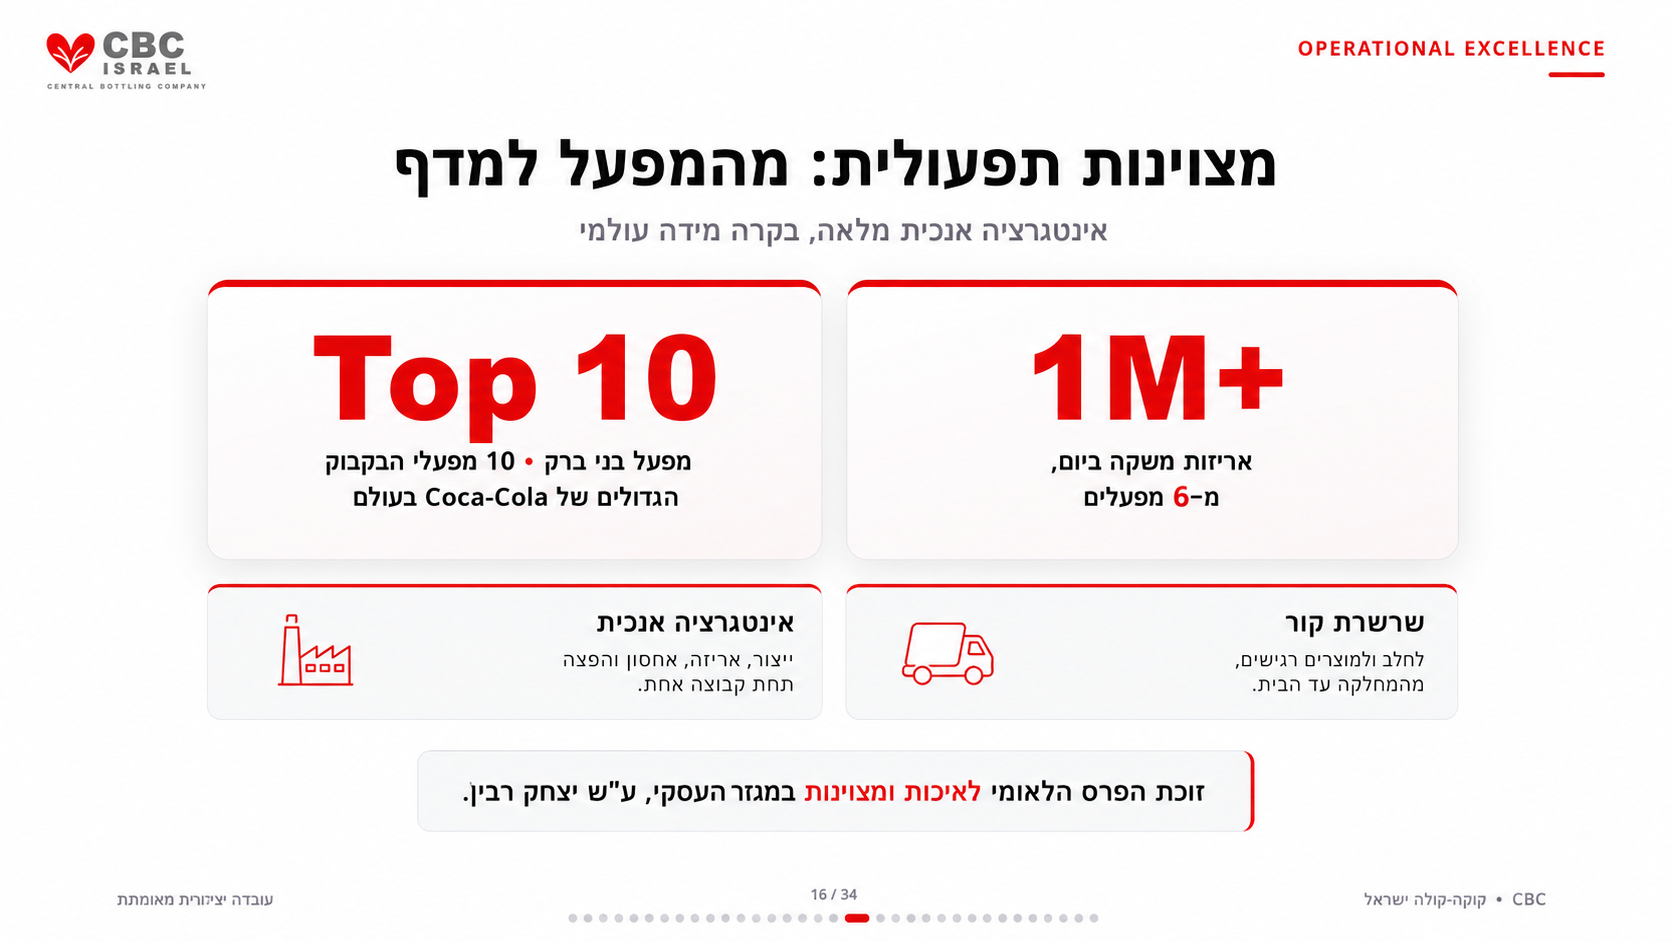 CBC
ISRAEL
CENTRAL BOTTLING COMPANY
OPERATIONAL EXCELLENCE
מצוינות תפעולית: מהמפעל למדף
אינטגרציה אנכית מלאה, בקרה מידה עולמי
1M+
אריזות משקה ביום,
מ–6 מפעלים
Top 10
מפעל בני ברק • 10 מפעלי הבקבוק
הגדולים של Coca-Cola בעולם
שרשרת קור
לחלב ולמוצרים רגישים,
מהמחלקה עד הבית.
אינטגרציה אנכית
ייצור, אריזה, אחסון והפצה
תחת קבוצה אחת.
זוכת הפרס הלאומי לאיכות ומצוינות במגזר העסקי, ע"ש יצחק רבין.
CBC • קוקה-קולה ישראל
16 / 34
עובדה מאומתת